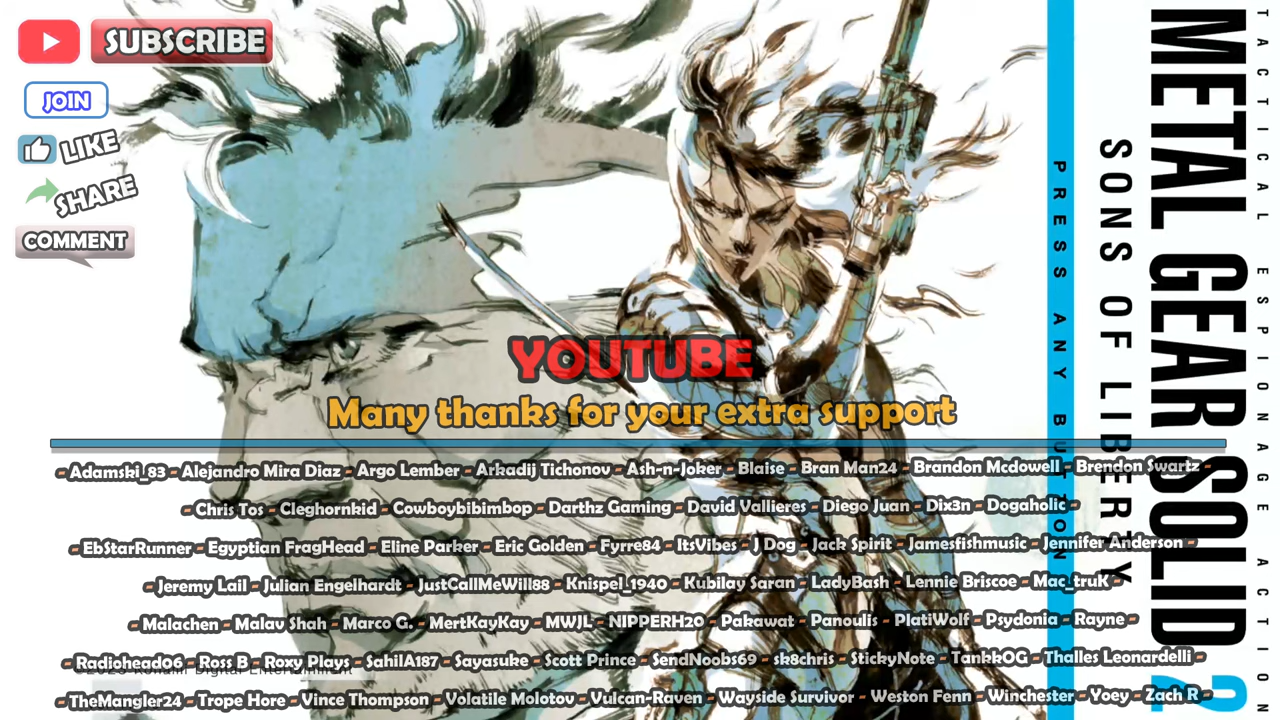 SUBSCRIBE
JOIN
LIKE
SHARE
COMMENT
TACTICAL ESPIONAGE ACTION
METAL GEAR SOLID 2
SONS OF LIBERTY
PRESS ANY BUTTON
YOUTUBE
Many thanks for your extra support
- Adamski_83 - Alejandro Mira Diaz - Argo Lember - Arkadij Tichonov - Ash-n-Joker - Blaise - Bran Man24 - Brandon Mcdowell - Brendon Swartz -
- Chris Tos - Cleghornkid - Cowboybibimbop - Darthz Gaming - David Vallieres - Diego Juan - Dix3n - Dogaholic -
- EbStarRunner - Egyptian FragHead - Eline Parker - Eric Golden - Fyrre84 - ItsVibes - J Dog - Jack Spirit - Jamesfishmusic - Jennifer Anderson -
- Jeremy Lail - Julian Engelhardt - JustCallMeWill88 - Knispel_1940 - Kubilay Saran - LadyBash - Lennie Briscoe - Mac_truK -
- Malachen - Malav Shah - Marco G. - MertKayKay - MWJL - NIPPERH20 - Pakawat - Panoulis - PlatiWolf - Psydonia - Rayne -
- Radiohead06 - Ross B - Roxy Plays - SahilA187 - Sayasuke - Scott Prince - SendNoobs69 - sk8chris - StickyNote - TankkOG - Thalles Leonardelli -
Digital Entertainment
- TheMangler24 - Trope Hore - Vince Thompson - Volatile Molotov - Vulcan-Raven - Wayside Survivor - Weston Fenn - Winchester - Yoey - Zach R -